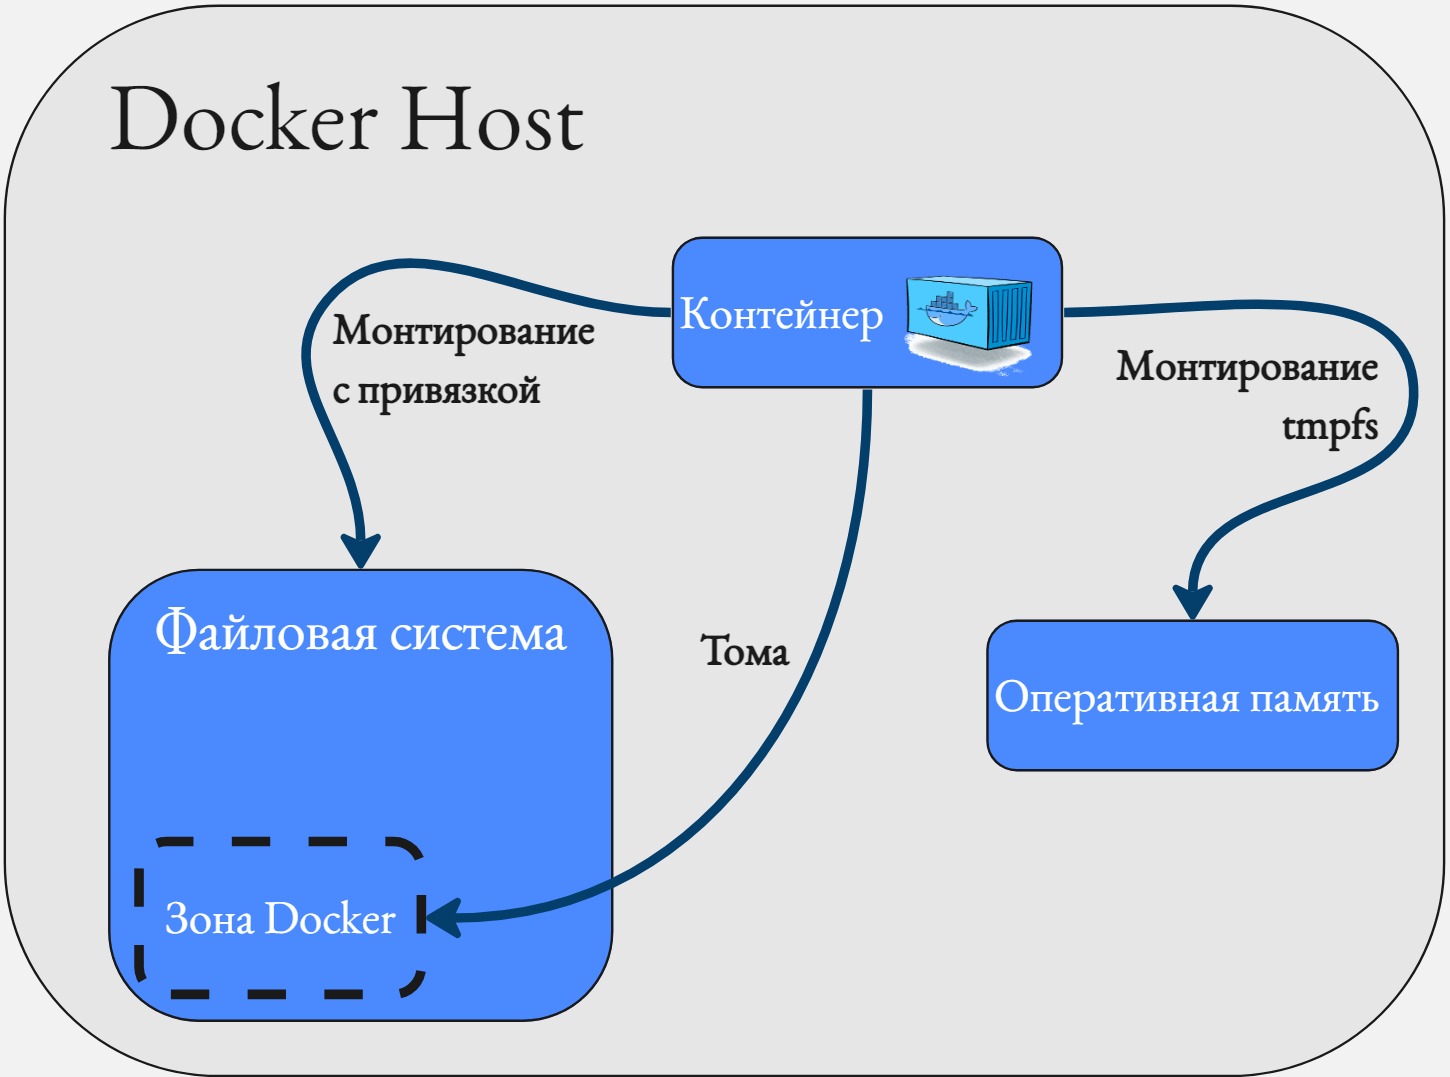 Docker Host
Контейнер
Монтирование
с привязкой
Монтирование
tmpfs
Файловая система
Тома
Оперативная память
Зона Docker